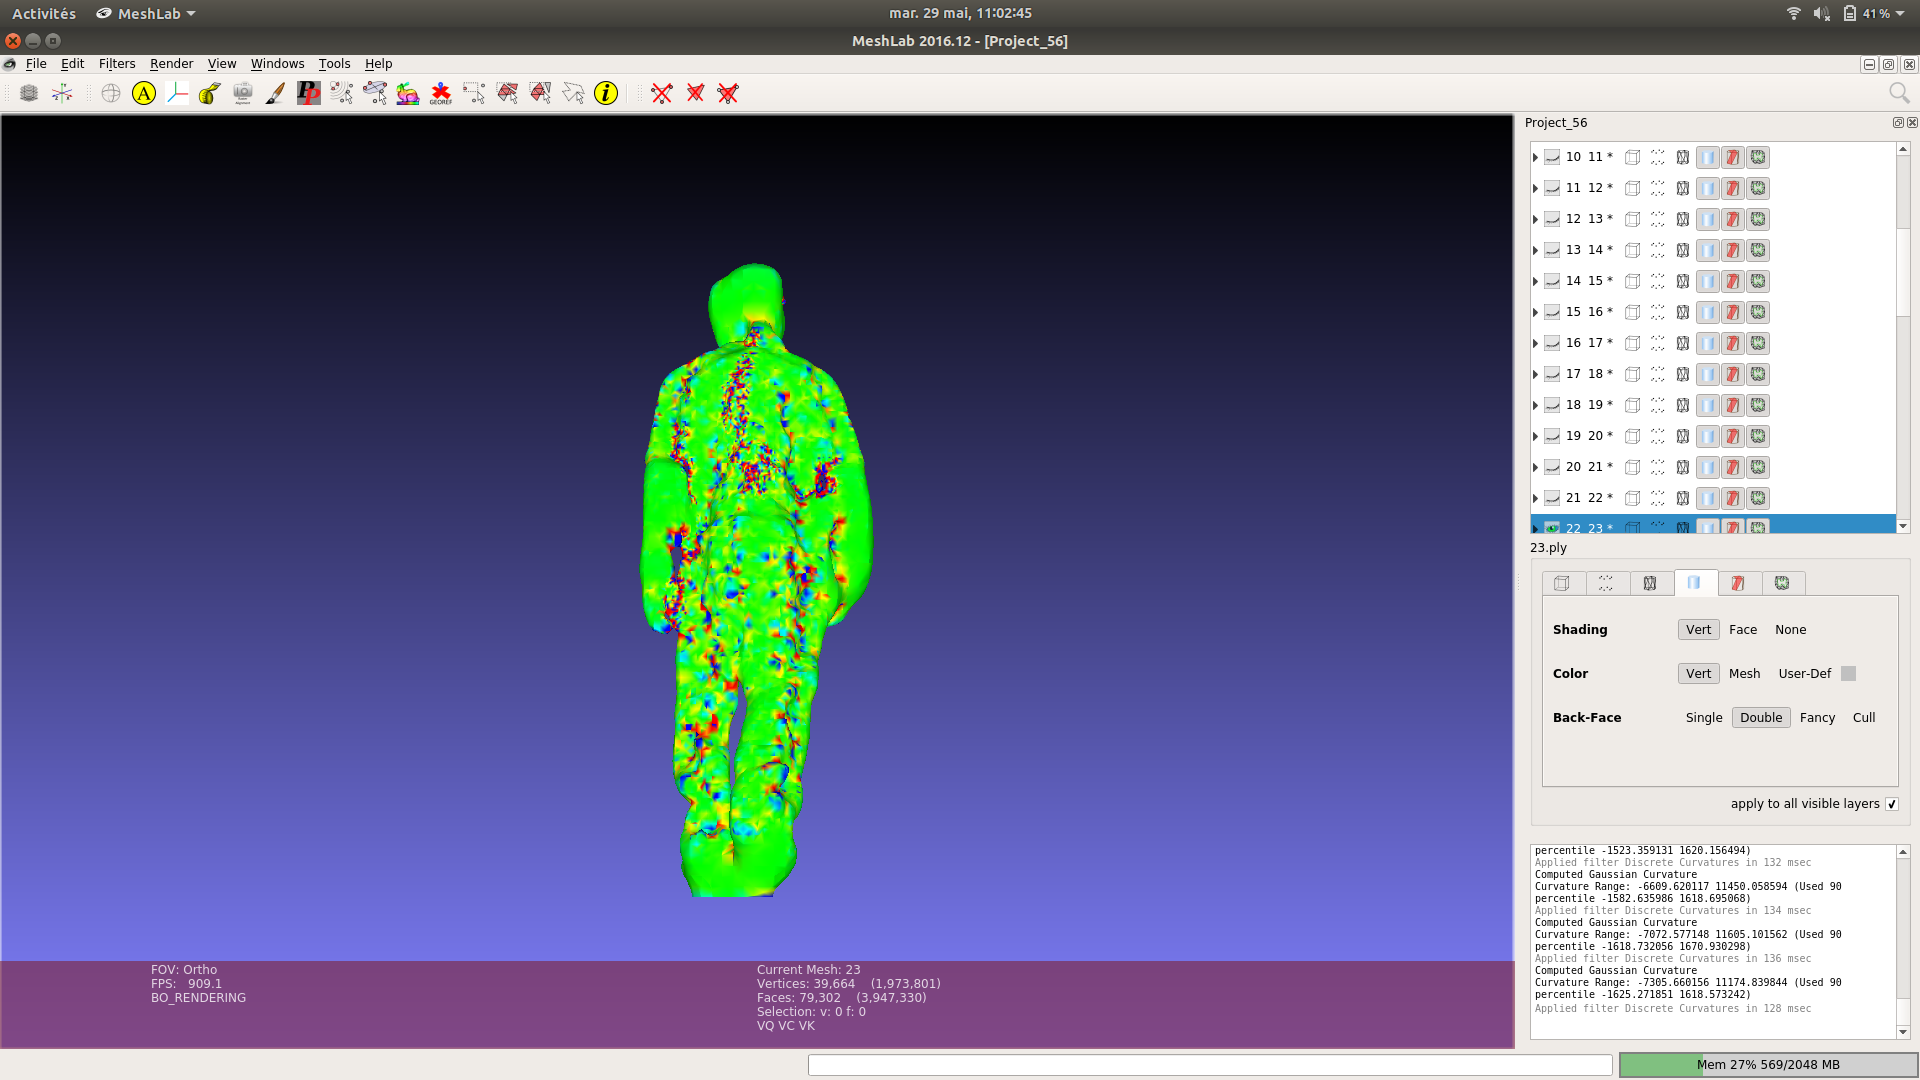 Activités MeshLab mar. 29 mai, 11:02:45 41 %
MeshLab 2016.12 - [Project_56]
File Edit Filters Render View Windows Tools Help
A PP GEOREF i
Project_56
10 11 *
11 12 *
12 13 *
13 14 *
14 15 *
15 16 *
16 17 *
17 18 *
18 19 *
19 20 *
20 21 *
21 22 *
22 23 *
23.ply
Shading Vert Face None
Color Vert Mesh User-Def
Back-Face Single Double Fancy Cull
apply to all visible layers
percentile -1523.359131 1620.156494)
Applied filter Discrete Curvatures in 132 msec
Computed Gaussian Curvature
Curvature Range: -6609.620117 11450.058594 (Used 90
percentile -1582.635986 1618.695068)
Applied filter Discrete Curvatures in 134 msec
Computed Gaussian Curvature
Curvature Range: -7072.577148 11605.101562 (Used 90
percentile -1618.732056 1670.930298)
Applied filter Discrete Curvatures in 136 msec
Computed Gaussian Curvature
Curvature Range: -7305.660156 11174.839844 (Used 90
percentile -1625.271851 1618.573242)
Applied filter Discrete Curvatures in 128 msec
FOV: Ortho
FPS: 909.1
BO_RENDERING
Current Mesh: 23
Vertices: 39,664 (1,973,801)
Faces: 79,302 (3,947,330)
Selection: v: 0 f: 0
VQ VC VK
Mem 27% 569/2048 MB